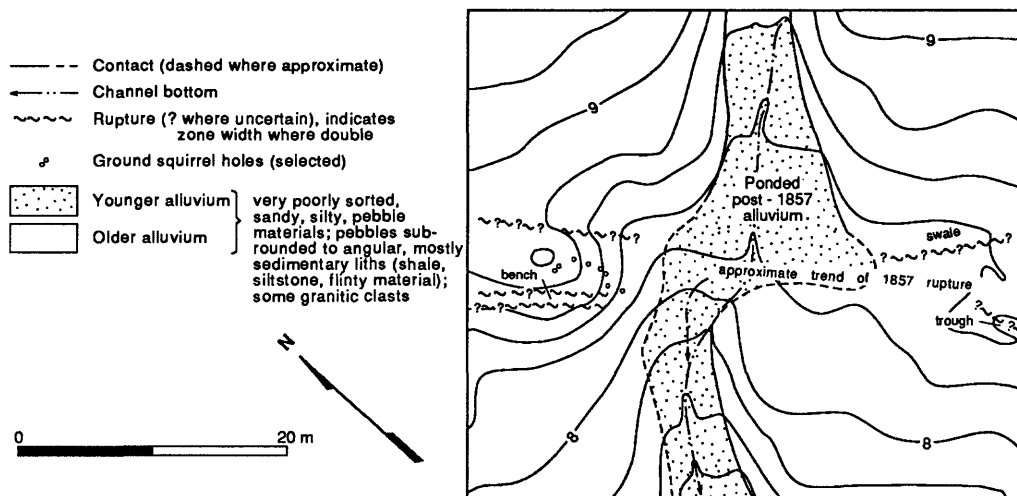 Contact (dashed where approximate)
Channel bottom
Rupture (? where uncertain), indicates
zone width where double
Ground squirrel holes (selected)
Younger alluvium
Older alluvium
very poorly sorted,
sandy, silty, pebble
materials; pebbles sub-
rounded to angular, mostly
sedimentary liths (shale,
siltstone, flinty material);
some granitic clasts
N
0 20 m
9
9
Ponded
post - 1857
alluvium
swale
? ? ? ?
? ? ? ? ?
bench
approximate trend of 1857 rupture
? ? ? ?
? ?
trough
8
8